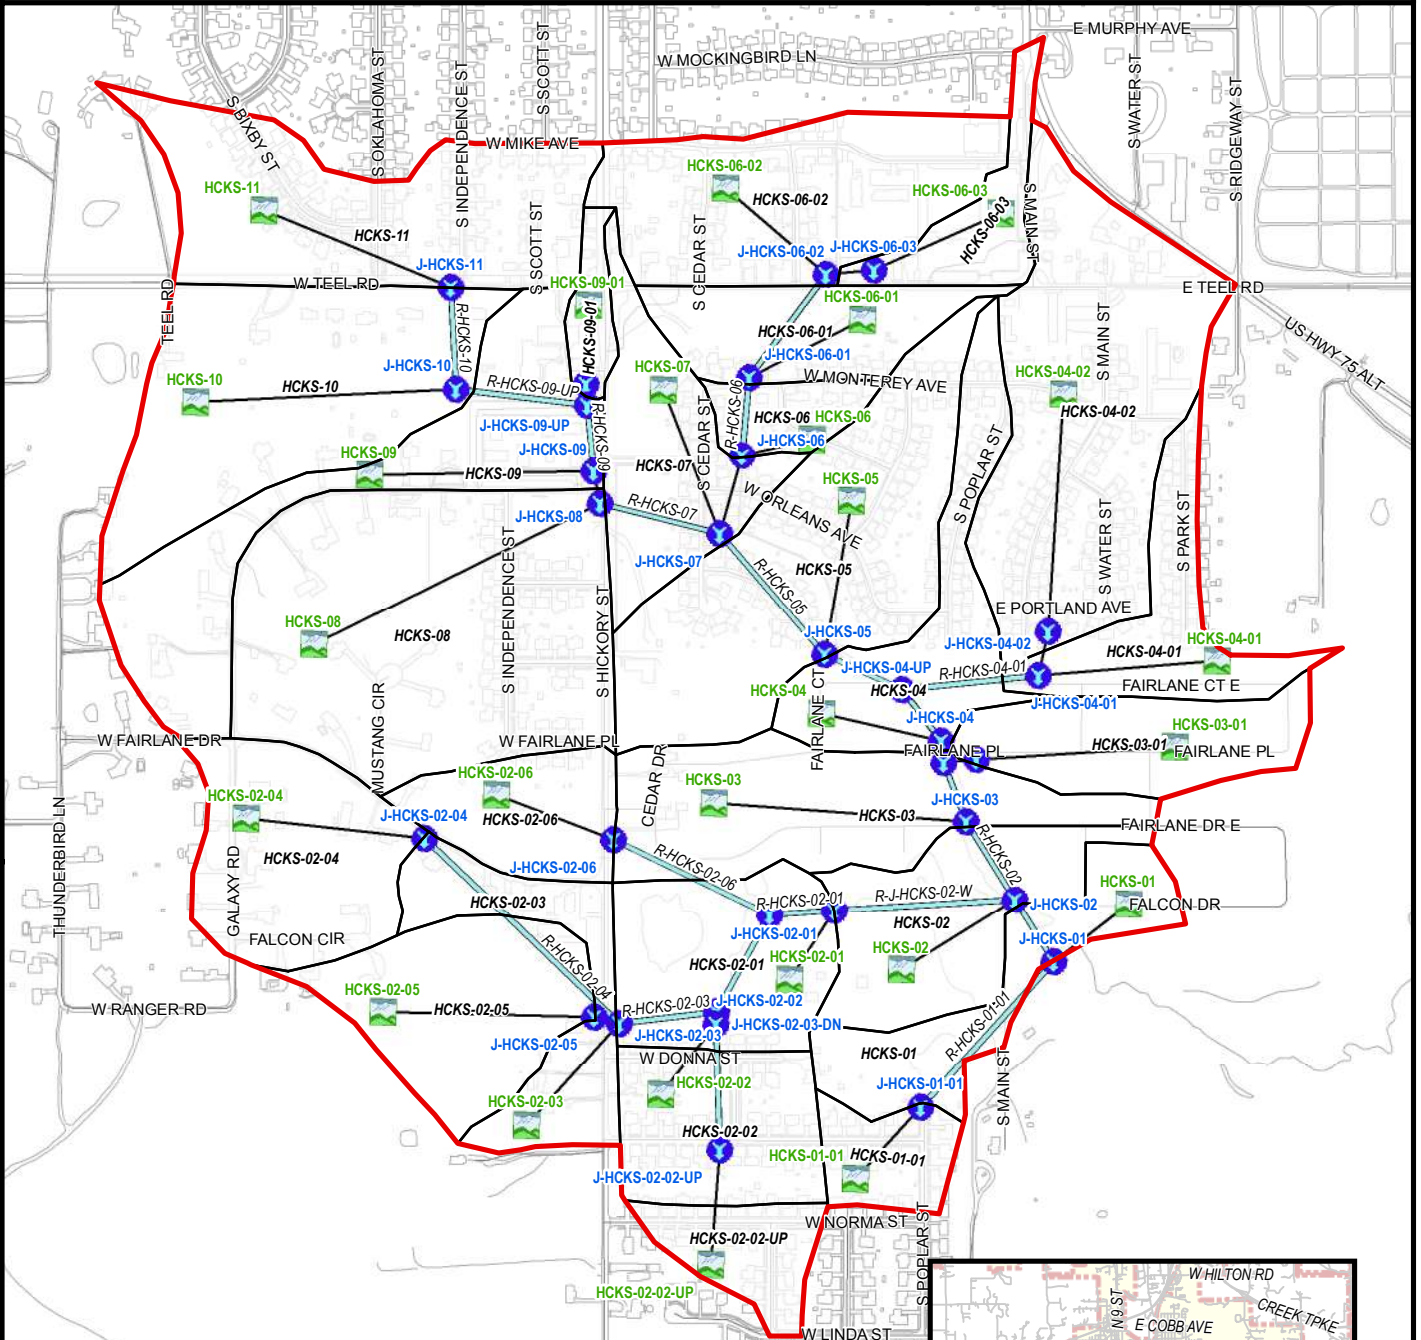 E MURPHY AVE
W MOCKINGBIRD LN
S SCOTT ST
S OKLAHOMA ST
S INDEPENDENCE ST
S WATER ST
S RIDGEWAY ST
S BIXBY ST
W MIKE AVE
HCKS-11
HCKS-11
J-HCKS-11
HCKS-06-02
HCKS-06-02
HCKS-06-03
HCKS-06-03
S MAIN ST
S CEDAR ST
S SCOTT ST
J-HCKS-06-02
J-HCKS-06-03
W TEEL RD
TEEL RD
E TEEL RD
US HWY 75 ALT
HCKS-09-01
HCKS-09-01
HCKS-06-01
HCKS-06-01
J-HCKS-06-01
R-HCKS-10
J-HCKS-10
HCKS-10
HCKS-10
R-HCKS-09-UP
J-HCKS-09-UP
HCKS-07
HCKS-07
W MONTEREY AVE
R-HCKS-06
HCKS-06
HCKS-06
J-HCKS-06
S MAIN ST
HCKS-04-02
HCKS-04-02
HCKS-09
HCKS-09
J-HCKS-09
R-HCKS-09
S CEDAR ST
S POPLAR ST
HCKS-05
HCKS-05
W ORLEANS AVE
J-HCKS-08
R-HCKS-07
J-HCKS-07
S INDEPENDENCE ST
S HICKORY ST
S WATER ST
S PARK ST
R-HCKS-05
HCKS-08
HCKS-08
J-HCKS-05
E PORTLAND AVE
J-HCKS-04-02
HCKS-04-01
HCKS-04-01
J-HCKS-04-UP
R-HCKS-04-01
FAIRLANE CT E
J-HCKS-04-01
HCKS-04
HCKS-04
J-HCKS-04
FAIRLANE CT
W FAIRLANE DR
MUSTANG CIR
W FAIRLANE PL
CEDAR DR
FAIRLANE PL
HCKS-03-01
HCKS-03-01
FAIRLANE PL
HCKS-02-06
HCKS-02-06
HCKS-03
HCKS-03
J-HCKS-03
FAIRLANE DR E
THUNDERBIRD LN
HCKS-02-04
HCKS-02-04
J-HCKS-02-04
J-HCKS-02-06
R-HCKS-02-06
R-HCKS-02
GALAXY RD
HCKS-02-03
R-HCKS-02-01
R-J-HCKS-02-W
HCKS-02
HCKS-02
J-HCKS-02
HCKS-01
FALCON DR
FALCON CIR
R-HCKS-02-04
J-HCKS-02-01
HCKS-02-01
HCKS-02-01
J-HCKS-01
W RANGER RD
HCKS-02-05
HCKS-02-05
J-HCKS-02-05
R-HCKS-02-03
J-HCKS-02-02
J-HCKS-02-03
J-HCKS-02-03-DN
R-HCKS-01-01
HCKS-01
W DONNA ST
HCKS-02-02
HCKS-02-03
J-HCKS-01-01
S MAIN ST
HCKS-02-02
HCKS-01-01
HCKS-01-01
J-HCKS-02-02-UP
W NORMA ST
S POPLAR ST
HCKS-02-02-UP
HCKS-02-02-UP
W LINDA ST
W HILTON RD
N 9 ST
CREEK TPKE
E COBB AVE